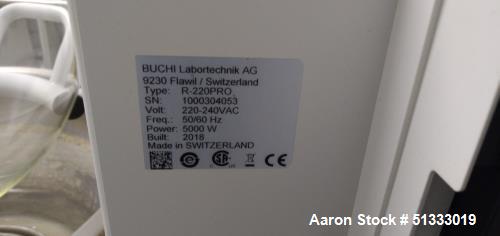 BUCHI Labortechnik AG
9230 Flawil / Switzerland
Type: R-220PRO
SN: 1000304053
Volt: 220-240VAC
Freq.: 50/60 Hz
Power: 5000 W
Built: 2018
Made in SWITZERLAND
Aaron Stock # 51333019